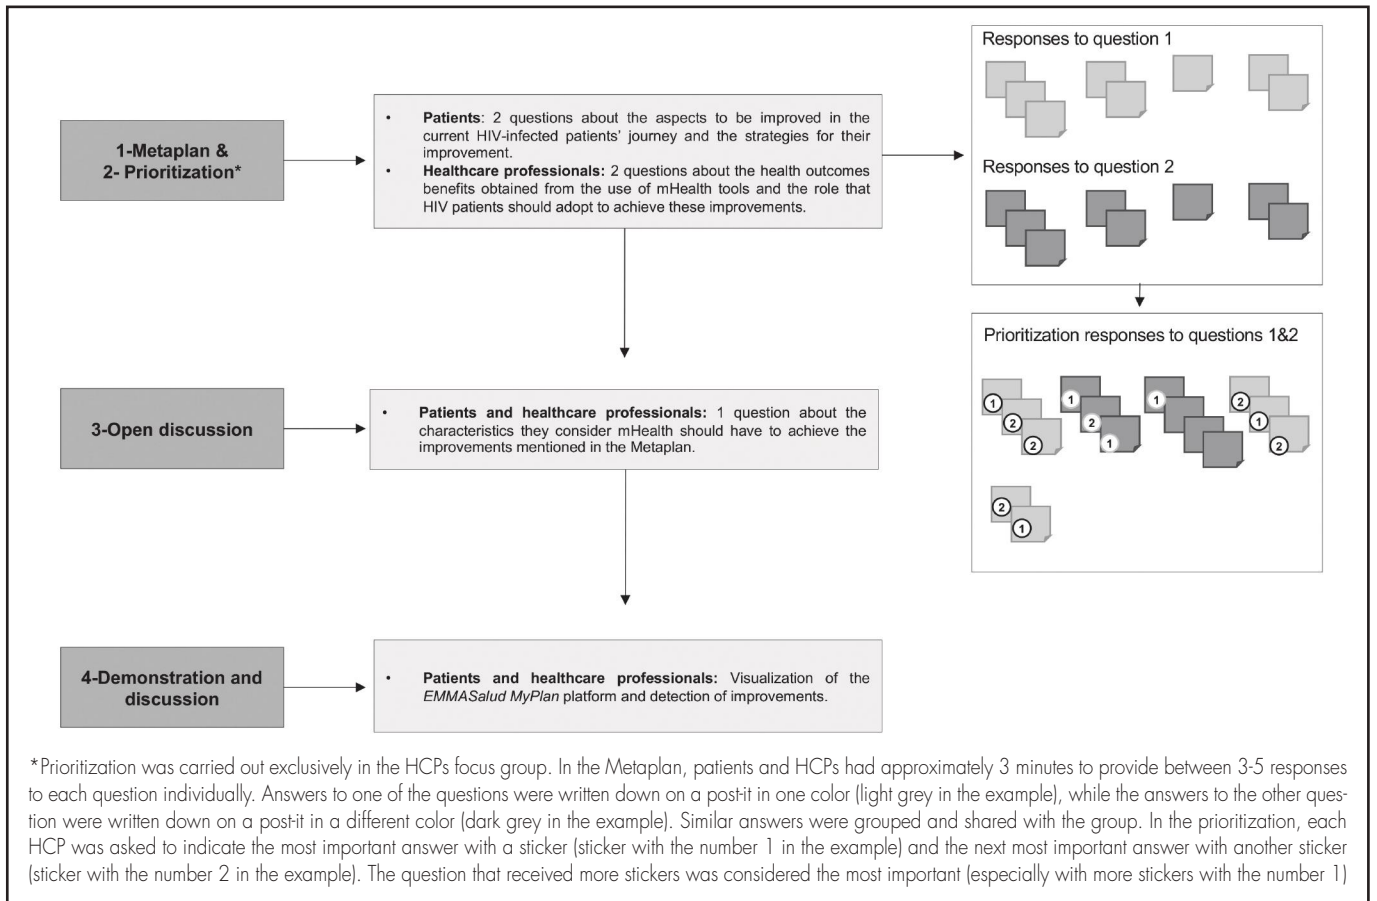 1-Metaplan &
2- Prioritization*
• Patients: 2 questions about the aspects to be improved in the
current HIV-infected patients’ journey and the strategies for their
improvement.
• Healthcare professionals: 2 questions about the health outcomes
benefits obtained from the use of mHealth tools and the role that
HIV patients should adopt to achieve these improvements.
Responses to question 1
Responses to question 2
Prioritization responses to questions 1&2
1
2
2
1
2
1
1
2
1
2
2
1
3-Open discussion
• Patients and healthcare professionals: 1 question about the
characteristics they consider mHealth should have to achieve the
improvements mentioned in the Metaplan.
4-Demonstration and
discussion
• Patients and healthcare professionals: Visualization of the
EMMASalud MyPlan platform and detection of improvements.
*Prioritization was carried out exclusively in the HCPs focus group. In the Metaplan, patients and HCPs had approximately 3 minutes to provide between 3-5 responses
to each question individually. Answers to one of the questions were written down on a post-it in one color (light grey in the example), while the answers to the other ques-
tion were written down on a post-it in a different color (dark grey in the example). Similar answers were grouped and shared with the group. In the prioritization, each
HCP was asked to indicate the most important answer with a sticker (sticker with the number 1 in the example) and the next most important answer with another sticker
(sticker with the number 2 in the example). The question that received more stickers was considered the most important (especially with more stickers with the number 1)